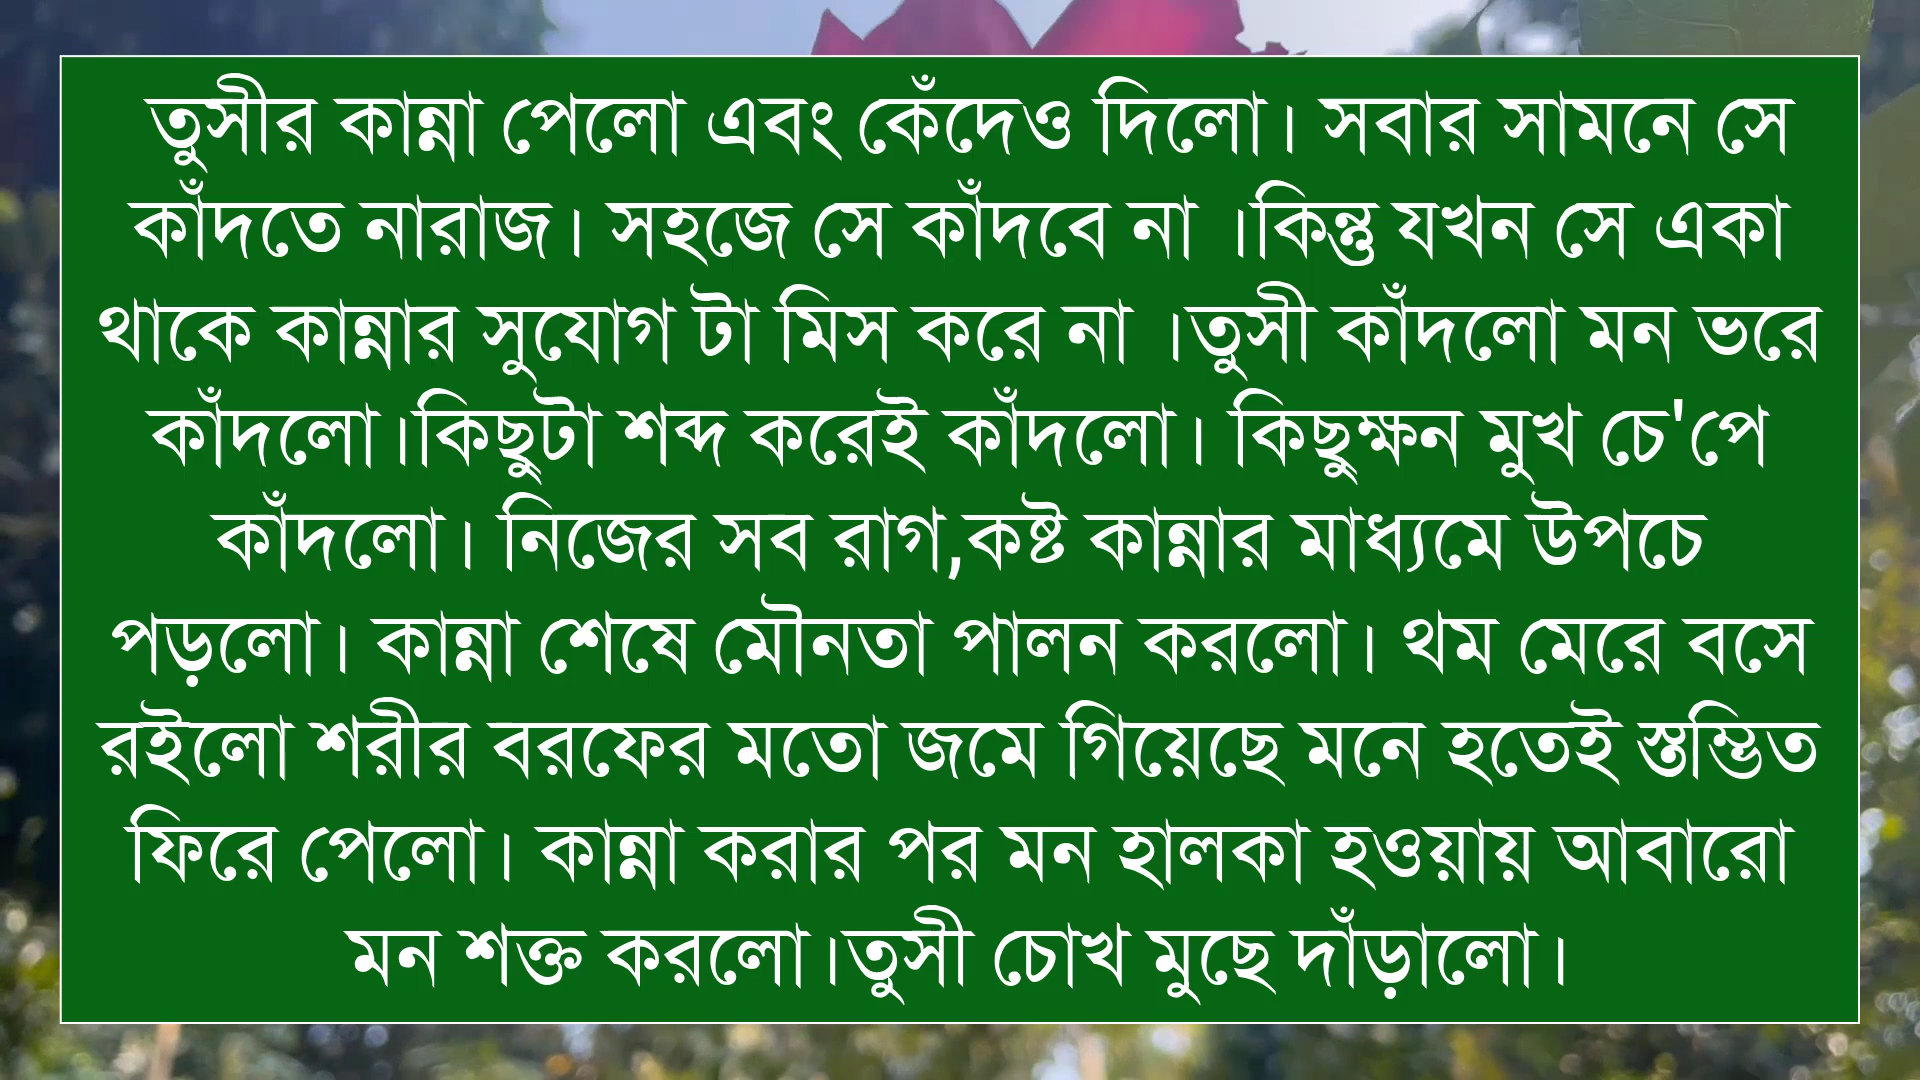 তুসীর কান্না পেলো এবং কেঁদেও দিলো। সবার সামনে সে
কাঁদতে নারাজ। সহজে সে কাঁদবে না ।কিন্তু যখন সে একা
থাকে কান্নার সুযোগ টা মিস করে না ।তুসী কাঁদলো মন ভরে
কাঁদলো।কিছুটা শব্দ করেই কাঁদলো। কিছুক্ষন মুখ চে'পে
কাঁদলো। নিজের সব রাগ,কষ্ট কান্নার মাধ্যমে উপচে
পড়লো। কান্না শেষে মৌনতা পালন করলো। থম মেরে বসে
রইলো শরীর বরফের মতো জমে গিয়েছে মনে হতেই স্তম্ভিত
ফিরে পেলো। কান্না করার পর মন হালকা হওয়ায় আবারো
মন শক্ত করলো।তুসী চোখ মুছে দাঁড়ালো।